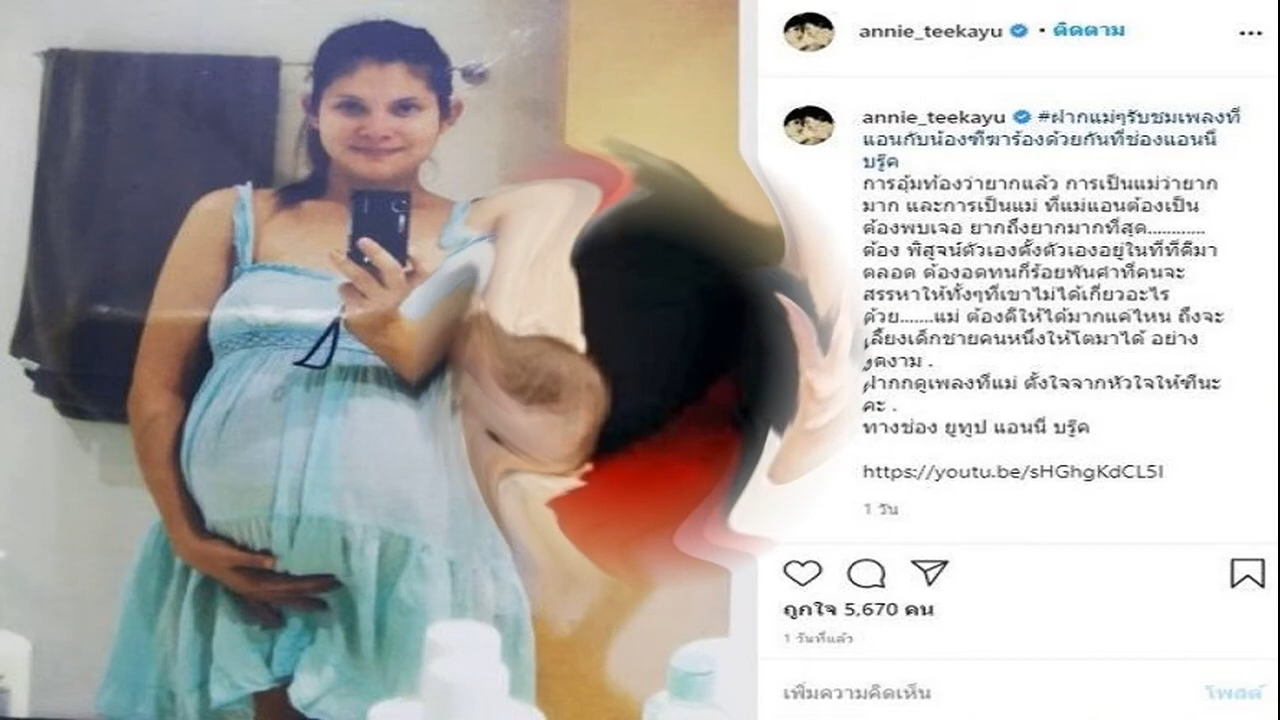 annie_teekayu • ติดตาม
annie_teekayu #ฝากแม่ๆรับชมเพลงที่
แอนกับน้องฑีฆาร้องด้วยกันที่ช่องแอนนี่
บรู๊ค
การอุ้มท้องว่ายากแล้ว การเป็นแม่ว่ายาก
มาก และการเป็นแม่ ที่แม่แอนต้องเป็น
ต้องพบเจอ ยากถึงยากมากที่สุด............
ต้อง พิสูจน์ตัวเองตั้งตัวเองอยู่ในที่ที่ดีมา
ตลอด ต้องอดทนกี่ร้อยพันคำที่คนจะ
สรรหาให้ทั้งๆที่เขาไม่ได้เกี่ยวอะไร
ด้วย.......แม่ ต้องดีให้ได้มากแค่ไหน ถึงจะ
เลี้ยงเด็กชายคนหนึ่งให้โตมาได้ อย่าง
งดงาม .
ฝากกดูเพลงที่แม่ ตั้งใจจากหัวใจให้ฑีนะ
คะ .
ทางช่อง ยูทูป แอนนี่ บรู๊ค
https://youtu.be/sHGhgKdCL5I
1 วัน
ถูกใจ 5,670 คน
1 วันที่แล้ว
เพิ่มความคิดเห็น
โพสต์